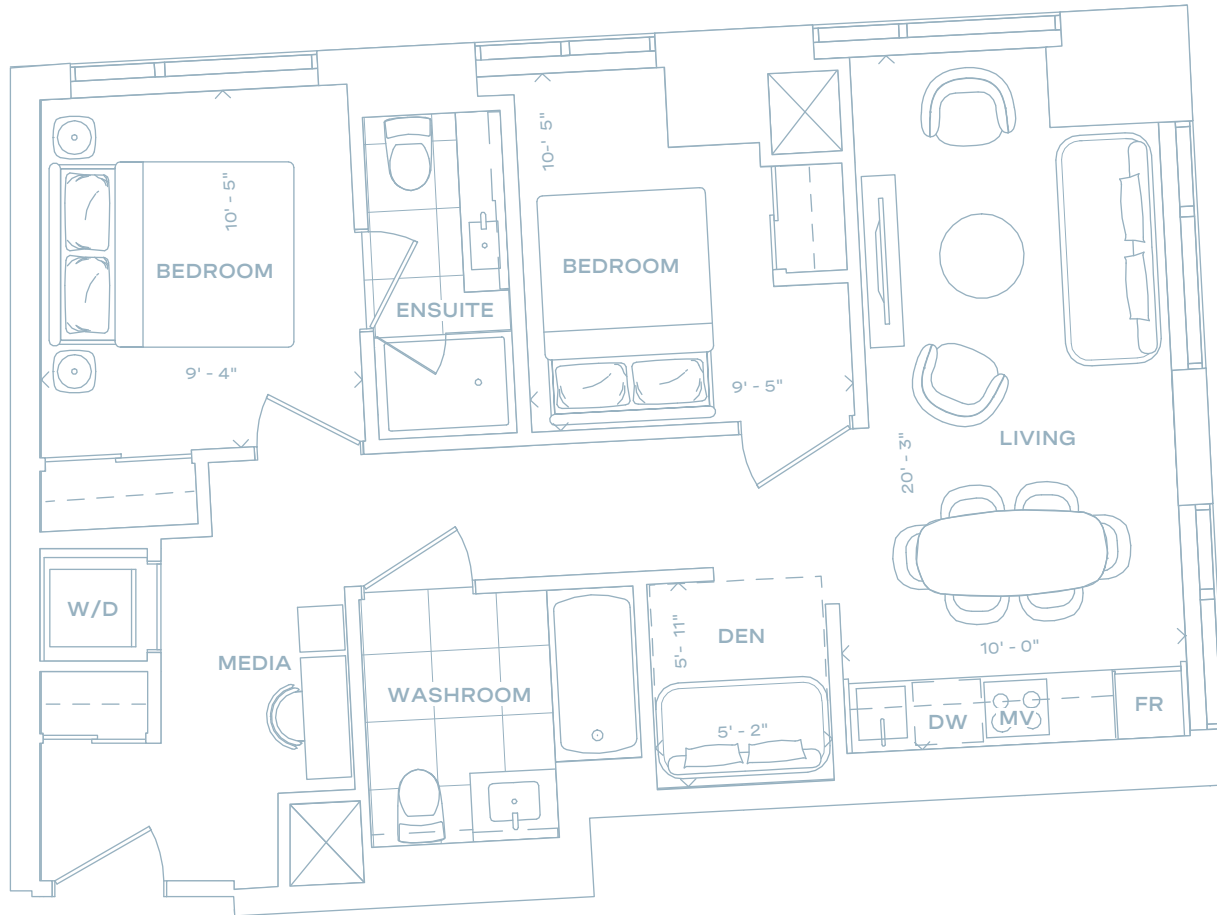 10' - 5"
BEDROOM
9' - 4"
ENSUITE
10-' 5"
BEDROOM
9' - 5"
LIVING
20' - 3"
10' - 0"
W/D
MEDIA
WASHROOM
DEN
5'- 11"
5' - 2"
DW
MV
FR